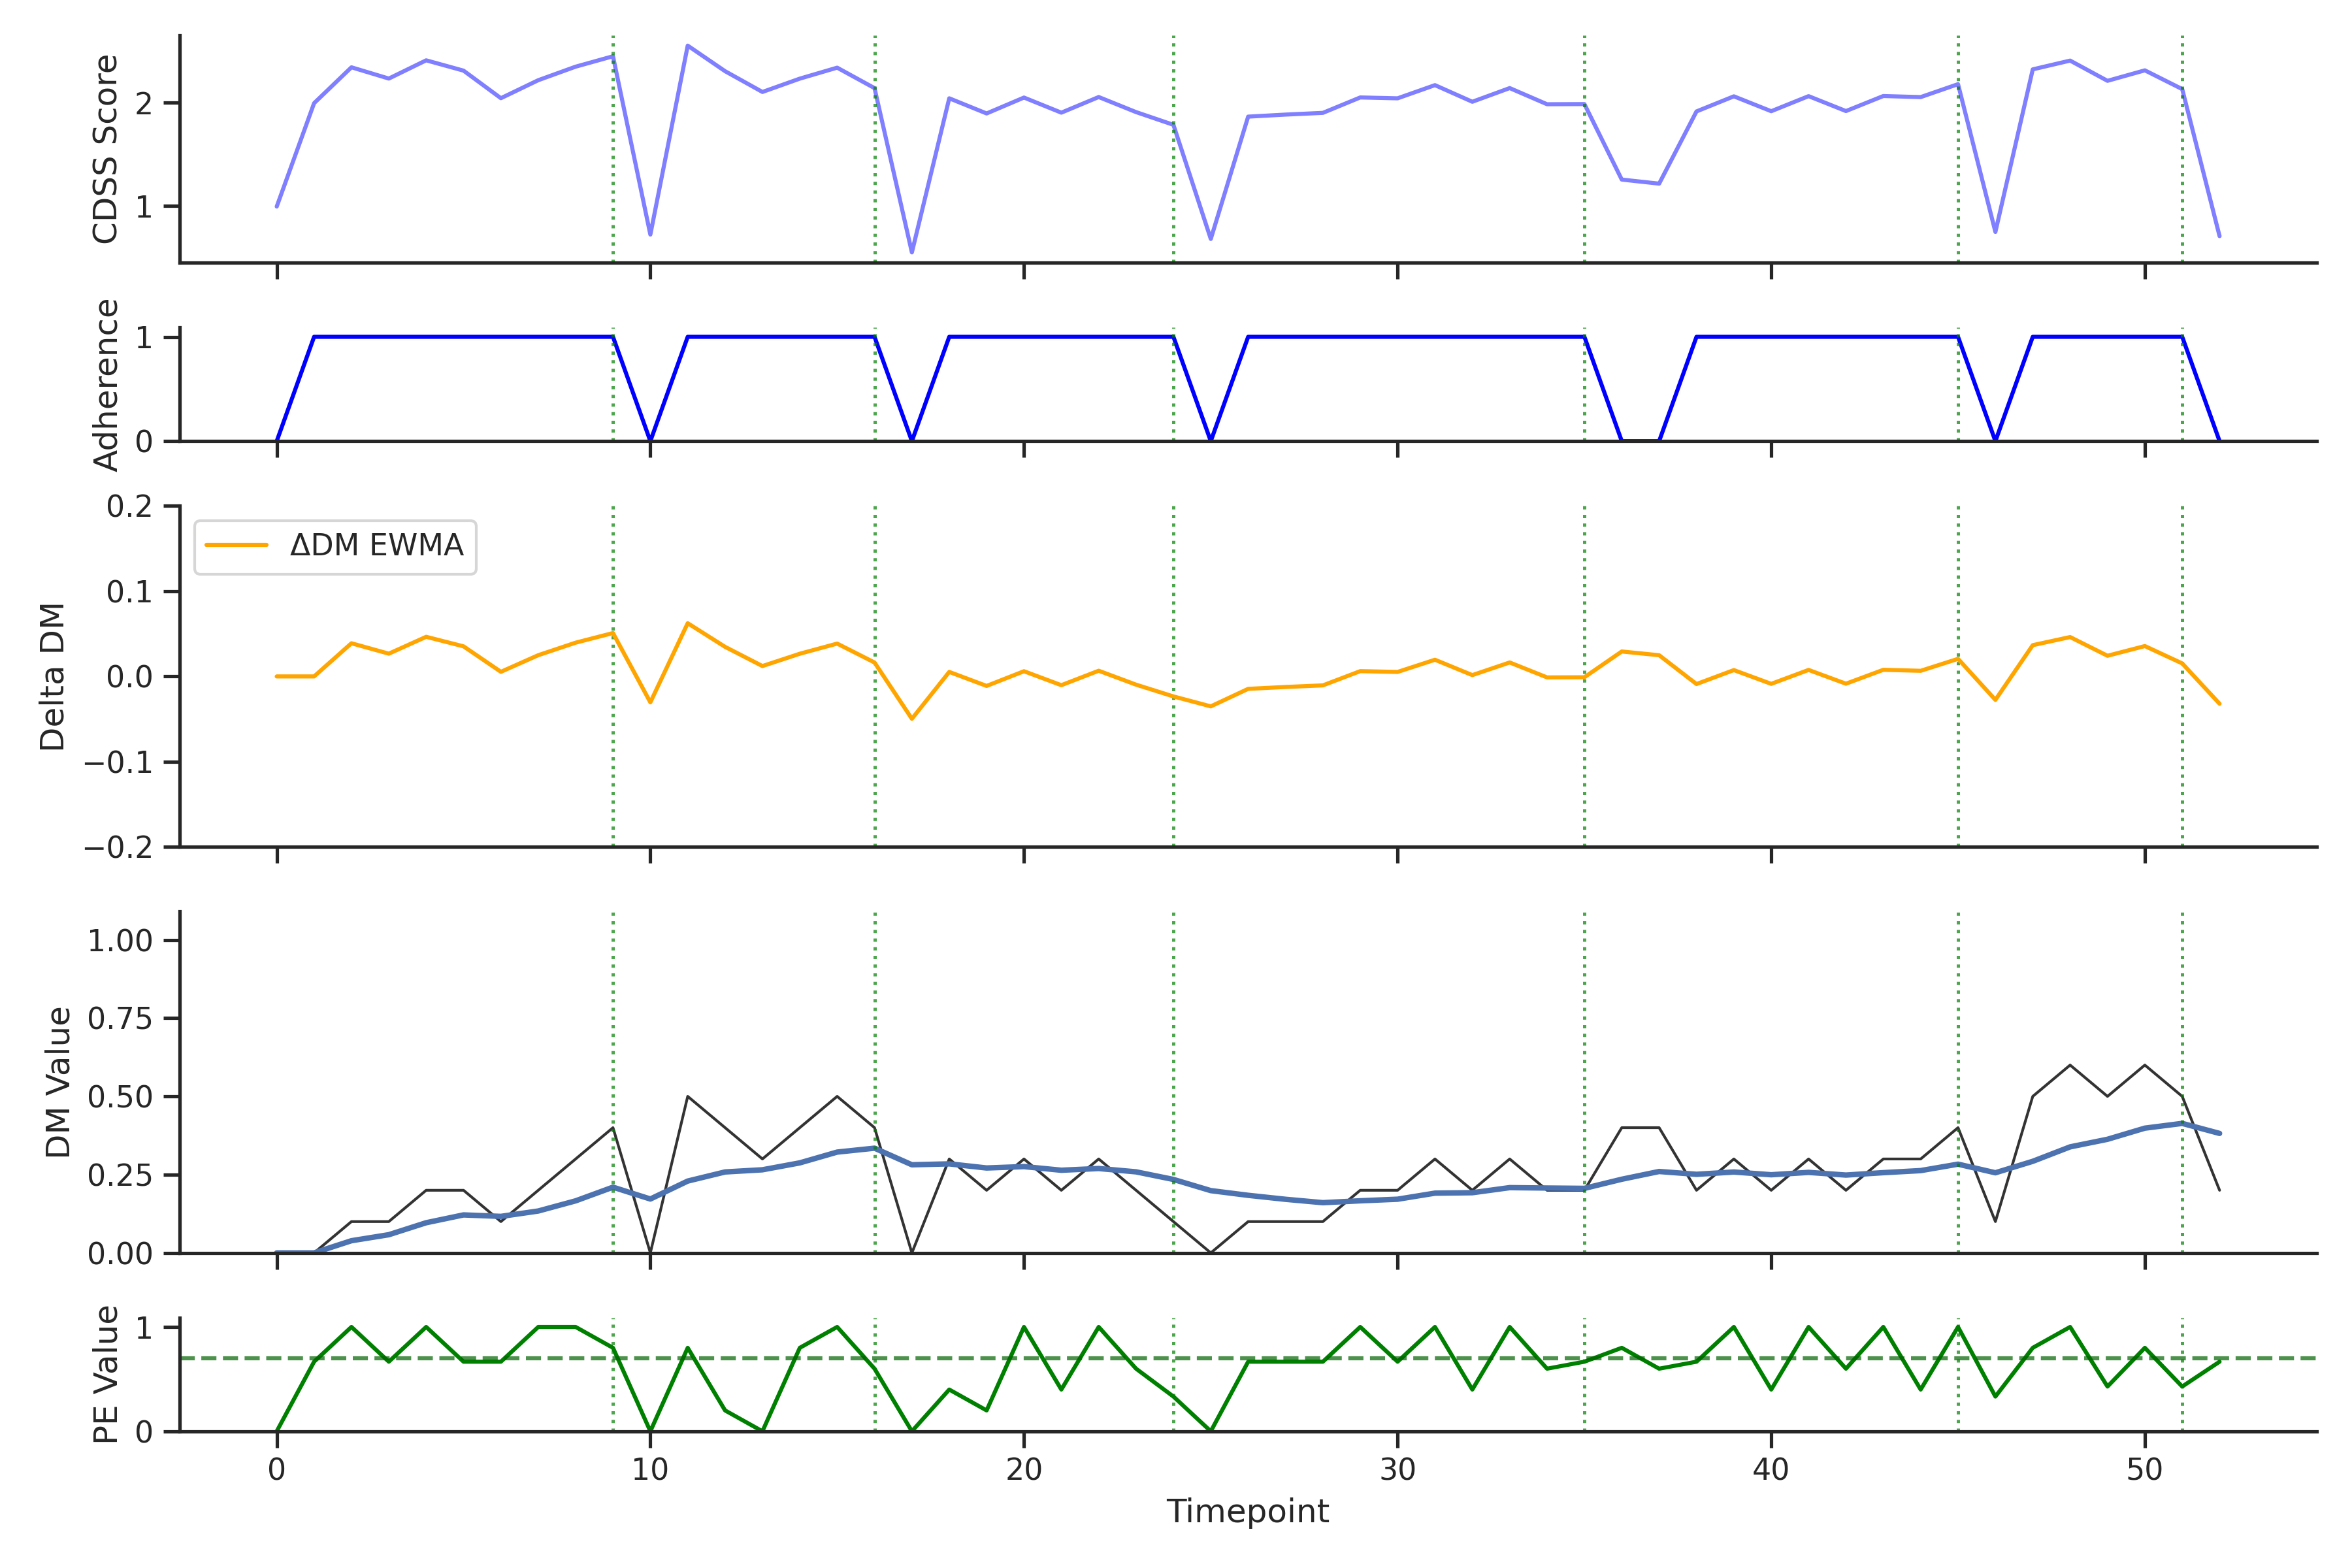 CDSS Score
2
1
Adherence
1
0
Delta DM
0.2
0.1
0.0
−0.1
−0.2
ΔDM EWMA
DM Value
1.00
0.75
0.50
0.25
0.00
PE Value
1
0
0 10 20 30 40 50
Timepoint